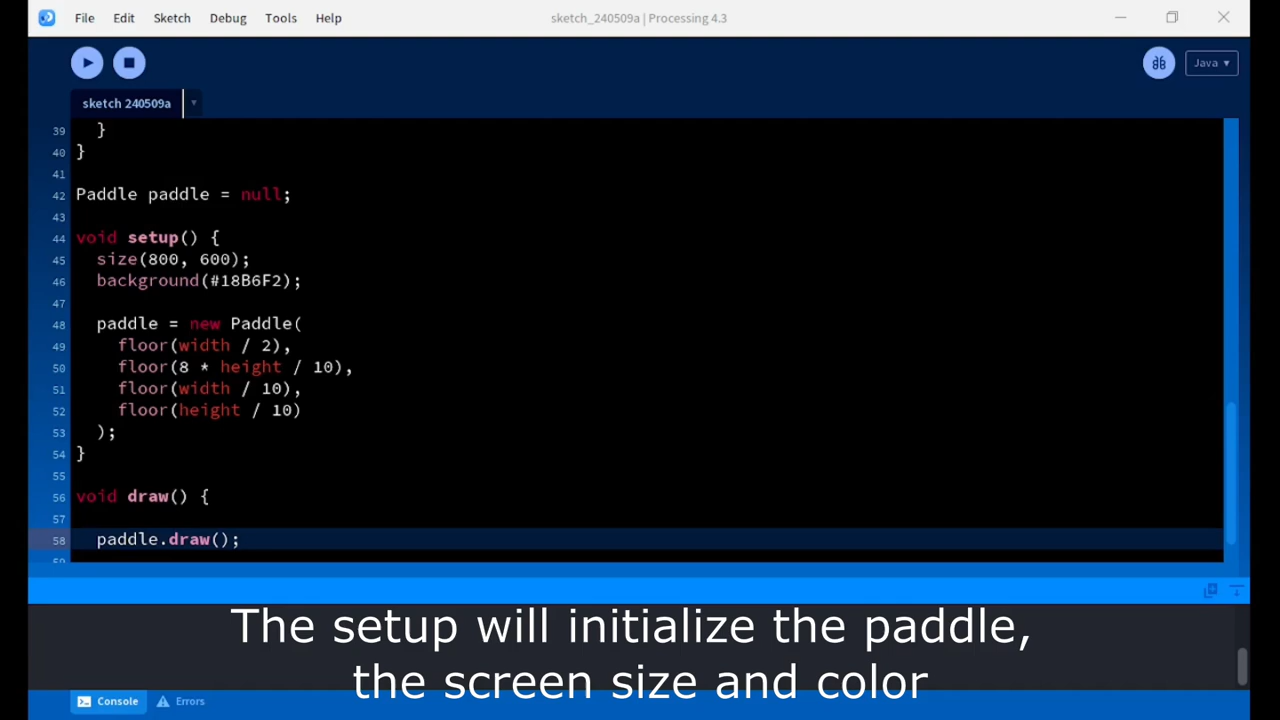 File Edit Sketch Debug Tools Help
sketch_240509a | Processing 4.3
Java ▾
sketch 240509a
39 }
40 }
41
42 Paddle paddle = null;
43
44 void setup() {
45 size(800, 600);
46 background(#18B6F2);
47
48 paddle = new Paddle(
49 floor(width / 2),
50 floor(8 * height / 10),
51 floor(width / 10),
52 floor(height / 10)
53 );
54 }
55
56 void draw() {
57
58 paddle.draw();
The setup will initialize the paddle,
the screen size and color
Console Errors